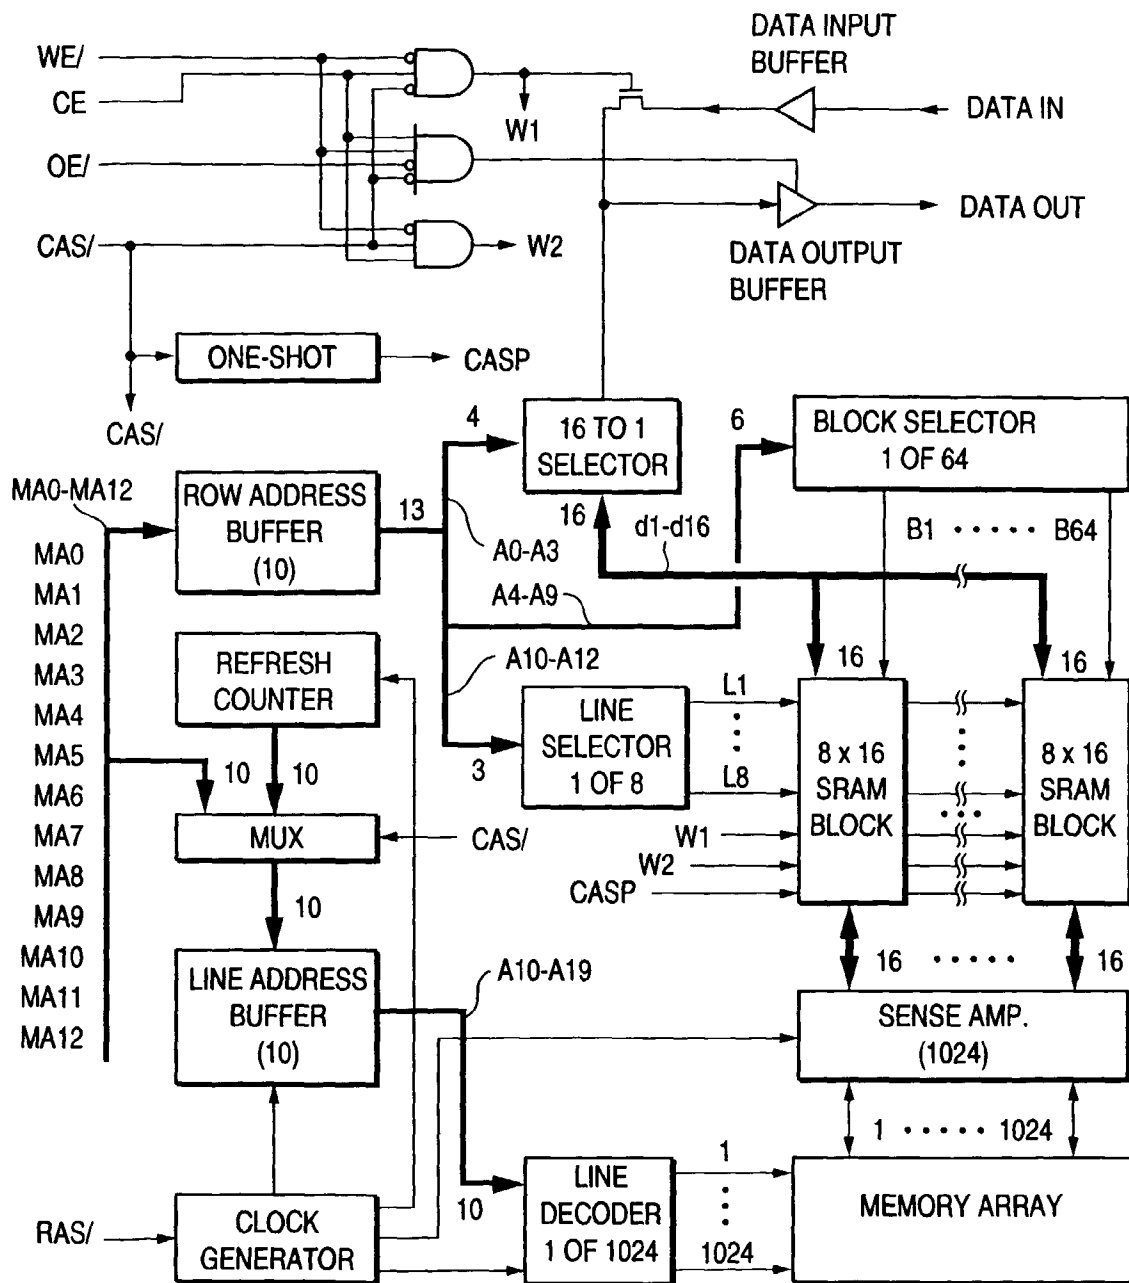 WE/
CE
OE/
CAS/
W1
W2
DATA INPUT
BUFFER
DATA IN
DATA OUT
DATA OUTPUT
BUFFER
ONE-SHOT
CASP
CAS/
4
16 TO 1
SELECTOR
6
BLOCK SELECTOR
1 OF 64
MA0-MA12
ROW ADDRESS
BUFFER
(10)
13
16
d1-d16
B1
B64
A0-A3
A4-A9
A10-A12
MA0
MA1
MA2
MA3
MA4
MA5
MA6
MA7
MA8
MA9
MA10
MA11
MA12
REFRESH
COUNTER
10
10
MUX
CAS/
10
3
LINE
SELECTOR
1 OF 8
L1
L8
W1
W2
CASP
16
8 x 16
SRAM
BLOCK
16
8 x 16
SRAM
BLOCK
LINE ADDRESS
BUFFER
(10)
A10-A19
16
16
SENSE AMP.
(1024)
1
1024
RAS/
CLOCK
GENERATOR
10
LINE
DECODER
1 OF 1024
1
1024
MEMORY ARRAY